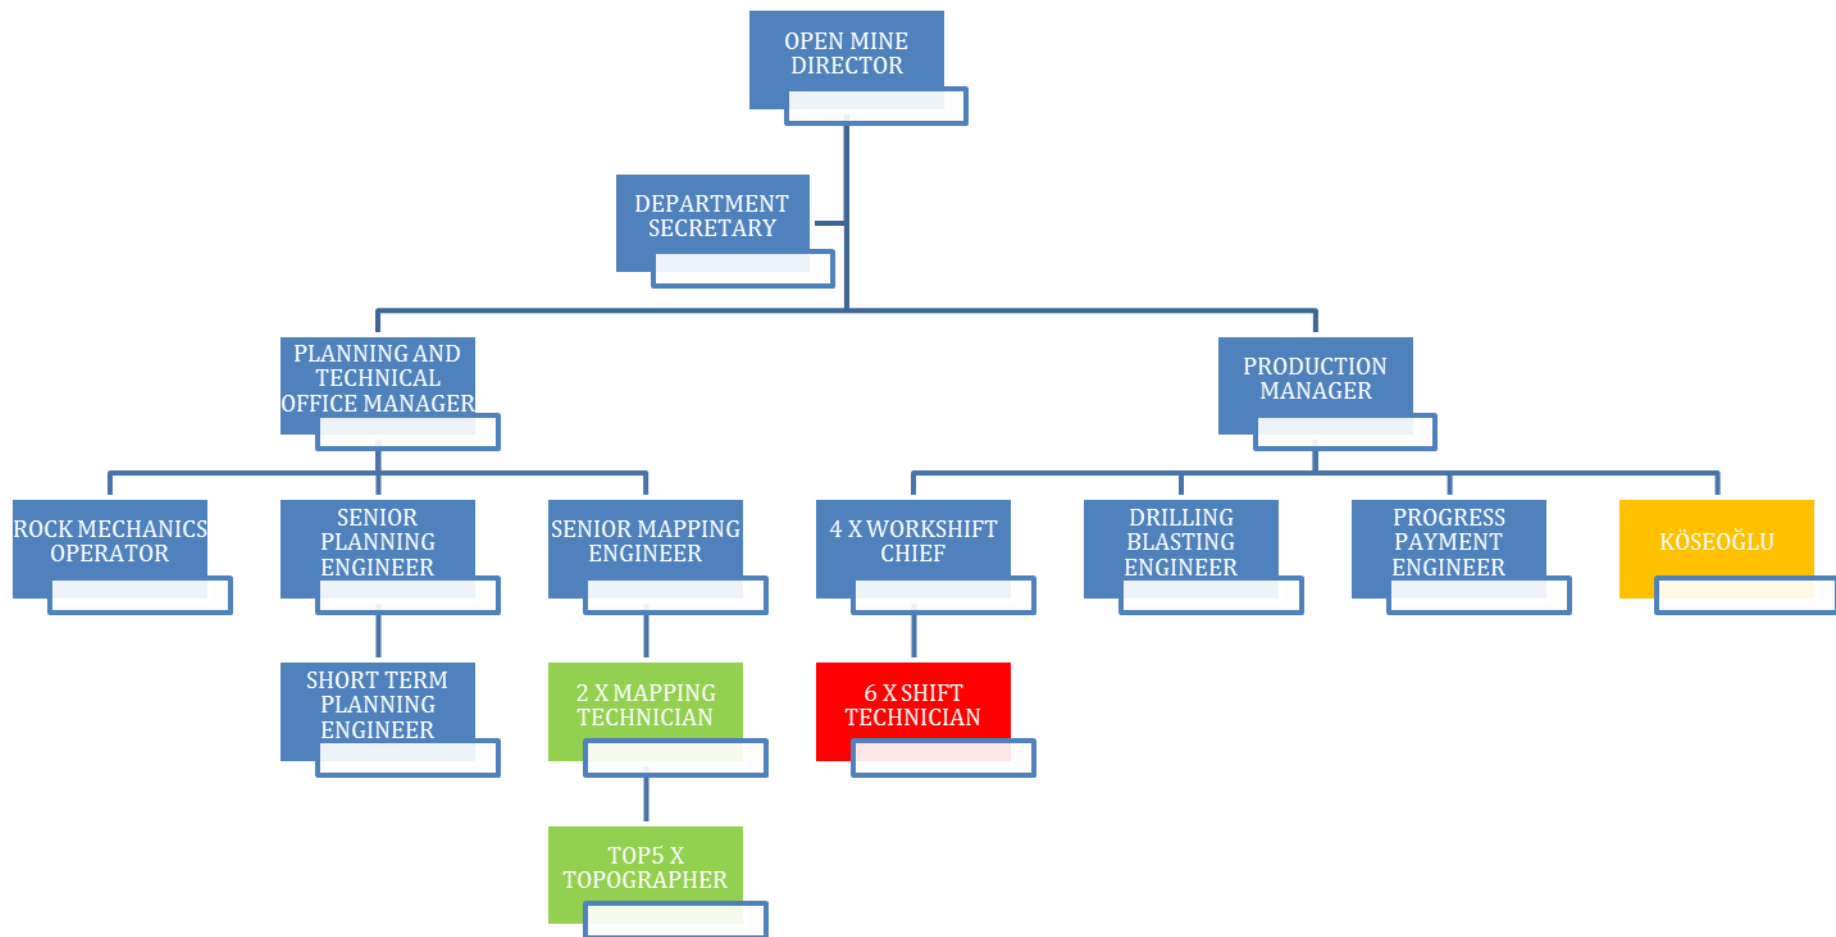 OPEN MINE
DIRECTOR
DEPARTMENT
SECRETARY
PLANNING AND
TECHNICAL
OFFICE MANAGER
PRODUCTION
MANAGER
ROCK MECHANICS
OPERATOR
SENIOR
PLANNING
ENGINEER
SENIOR MAPPING
ENGINEER
4 X WORKSHIFT
CHIEF
DRILLING
BLASTING
ENGINEER
PROGRESS
PAYMENT
ENGINEER
KÖSEOĞLU
SHORT TERM
PLANNING
ENGINEER
2 X MAPPING
TECHNICIAN
6 X SHIFT
TECHNICIAN
TOP5 X
TOPOGRAPHER